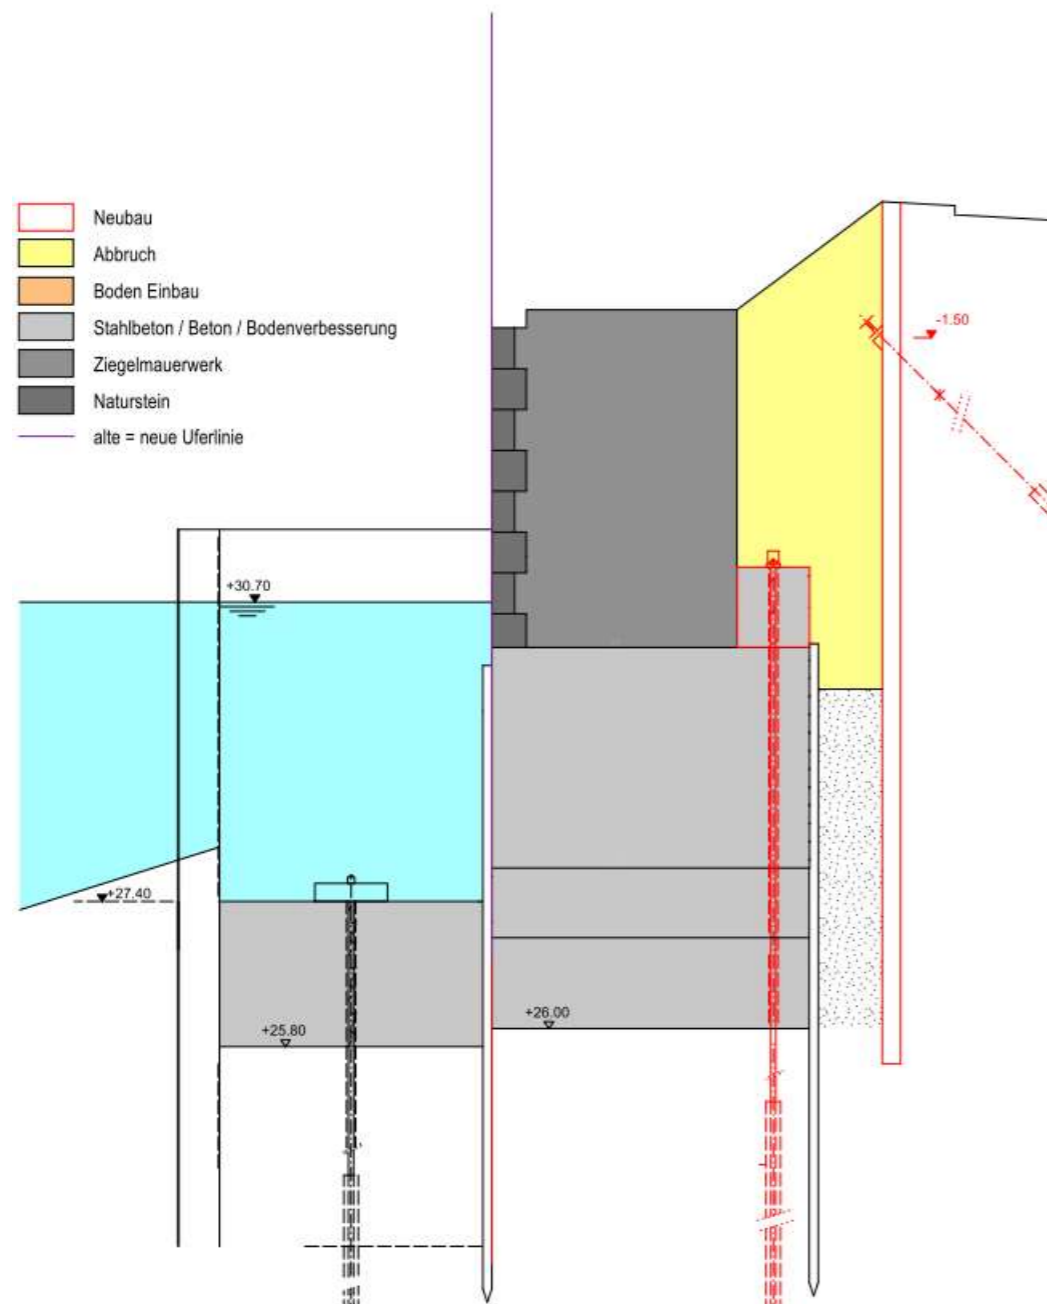 Neubau
Abbruch
Boden Einbau
Stahlbeton / Beton / Bodenverbesserung
Ziegelmauerwerk
Naturstein
alte = neue Uferlinie
-1.50
+30.70
+27.40
+26.00
+25.80